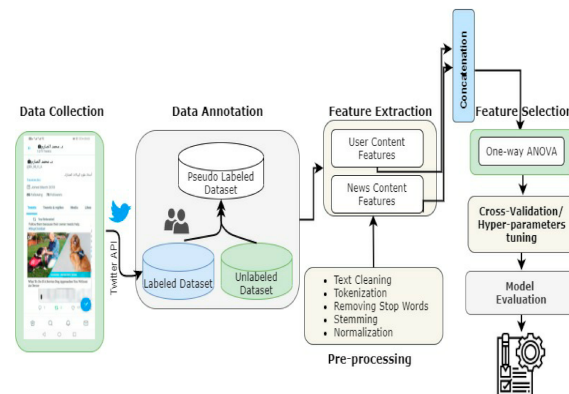 Data Collection
Twitter API
Data Annotation
Pseudo Labeled
Dataset
Labeled Dataset
Unlabeled
Dataset
Feature Extraction
User Content
Features
News Content
Features
• Text Cleaning
• Tokenization
• Removing Stop Words
• Stemming
• Normalization
Pre-processing
Concatenation
Feature Selection
One-way ANOVA
Cross-Validation/
Hyper-parameters
tuning
Model
Evaluation